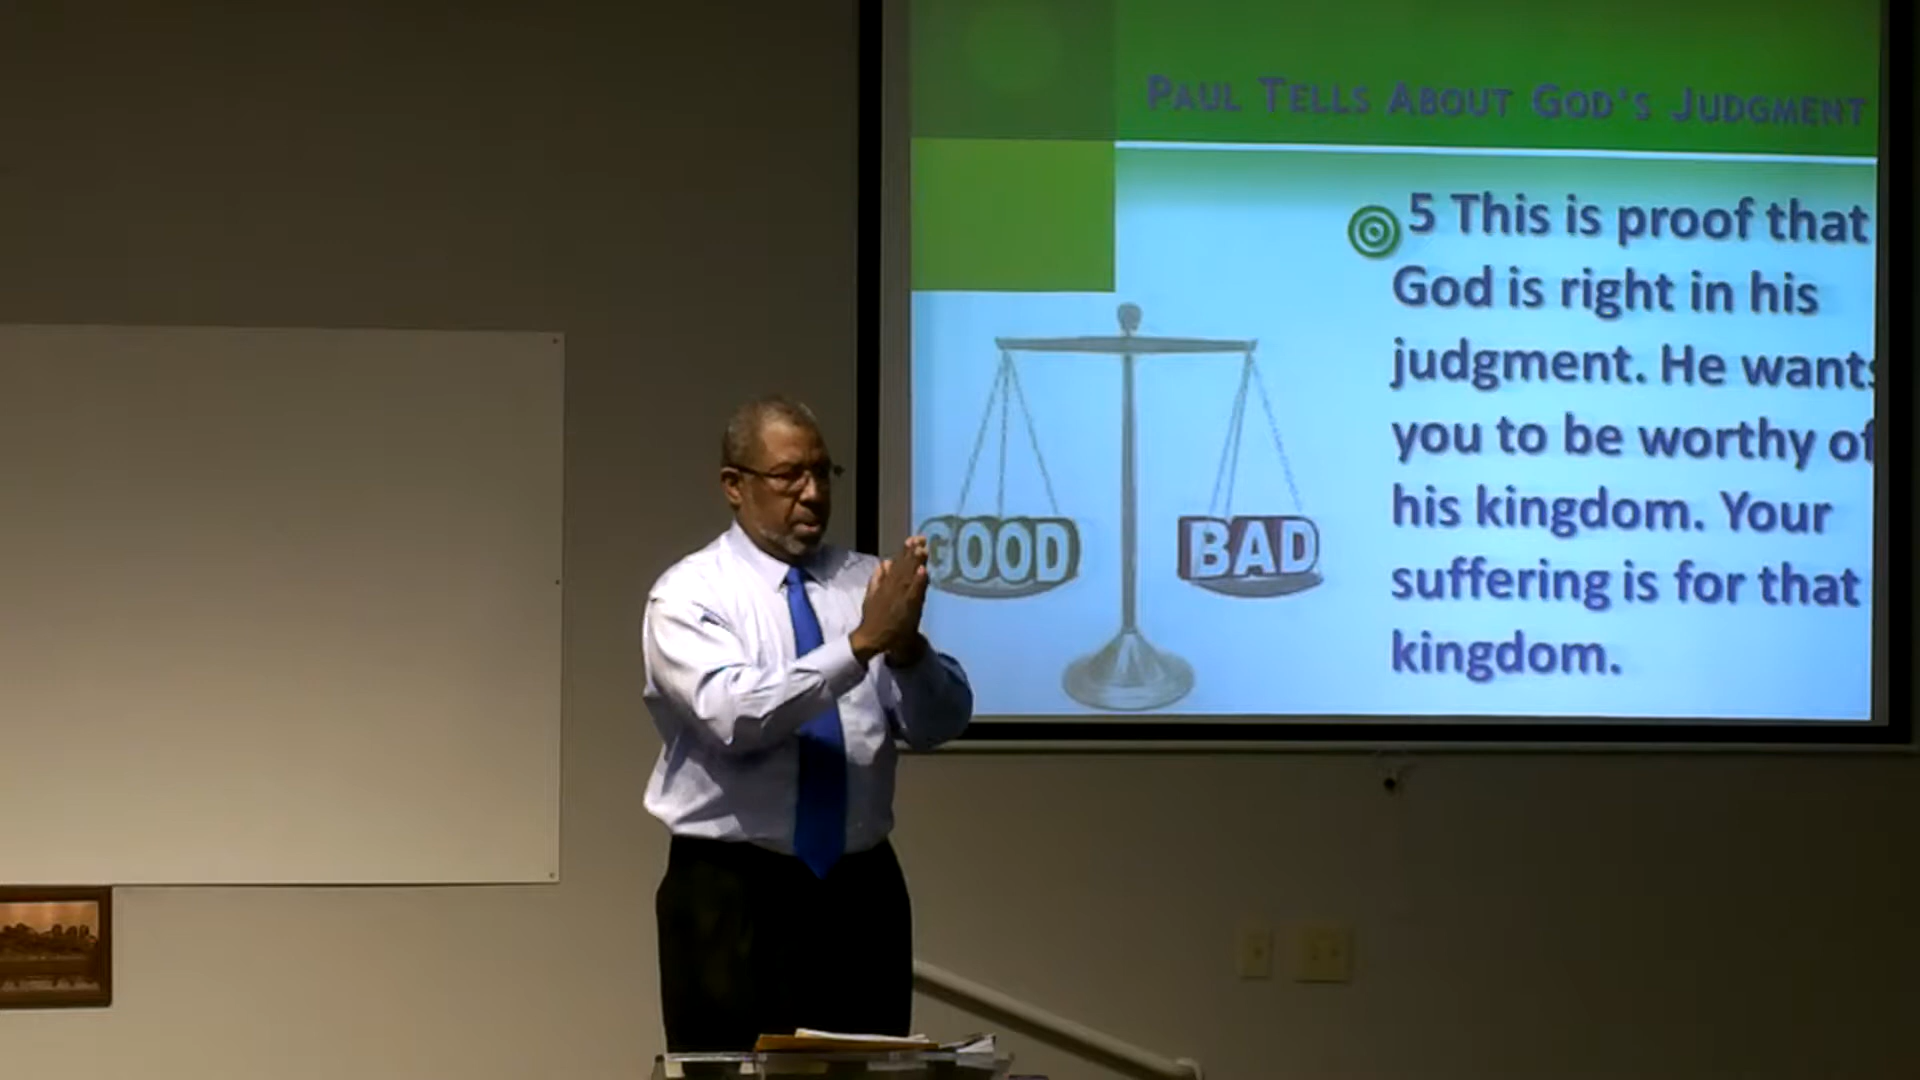 PAUL TELLS ABOUT GOD'S JUDGMENT
5 This is proof that
God is right in his
judgment. He wants
you to be worthy of
his kingdom. Your
suffering is for that
kingdom.
GOOD
BAD